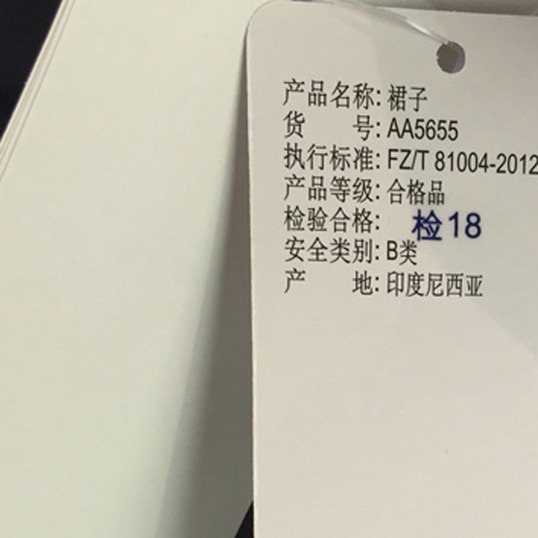 产品名称: 裙子
货 号: AA5655
执行标准: FZ/T 81004-2012
产品等级: 合格品
检验合格: 检18
安全类别: B类
产 地: 印度尼西亚